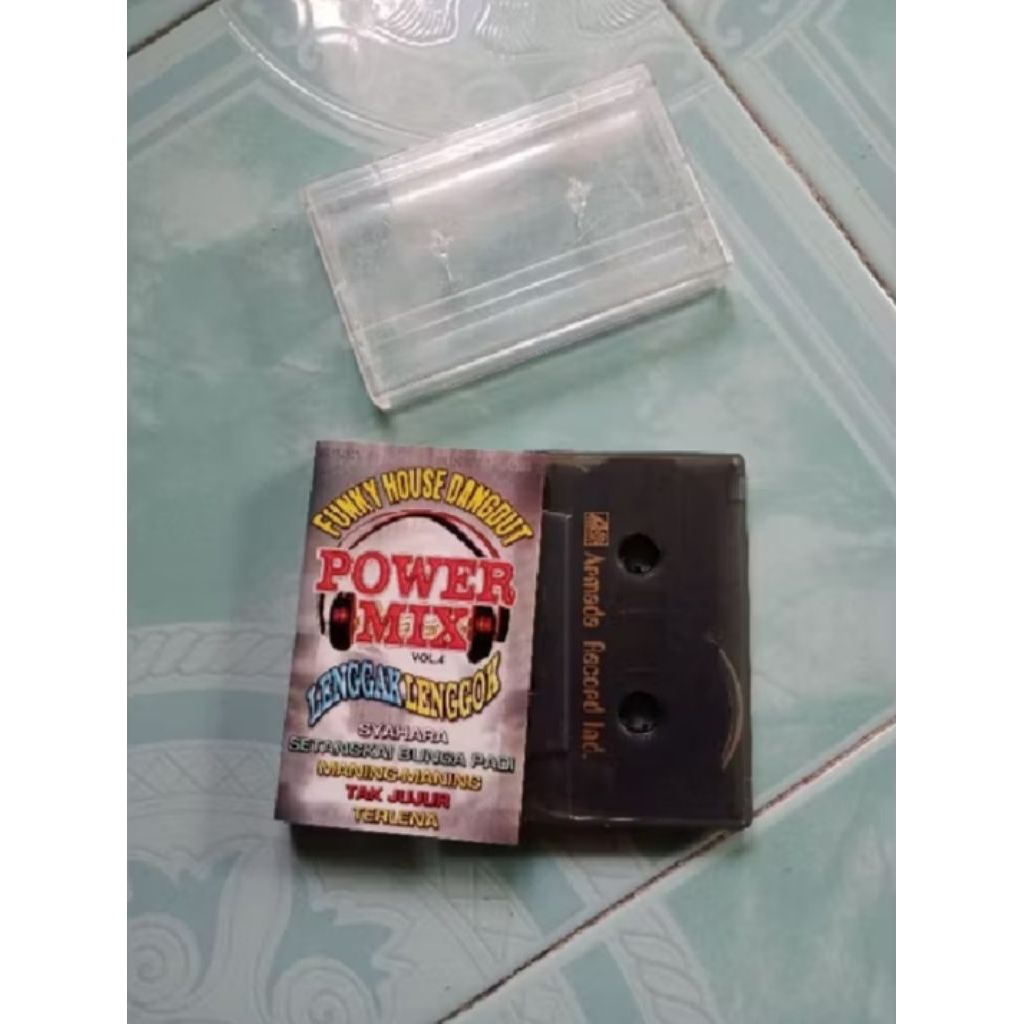 FUNKY HOUSE DANGDUT
POWER
MIX
VOL.4
LENGGAK LENGGOK
SYAHARA
SETANGKAI BUNGA PADI
MANING-MANING
TAK JUJUR
TERLENA
Armada Record Ind.